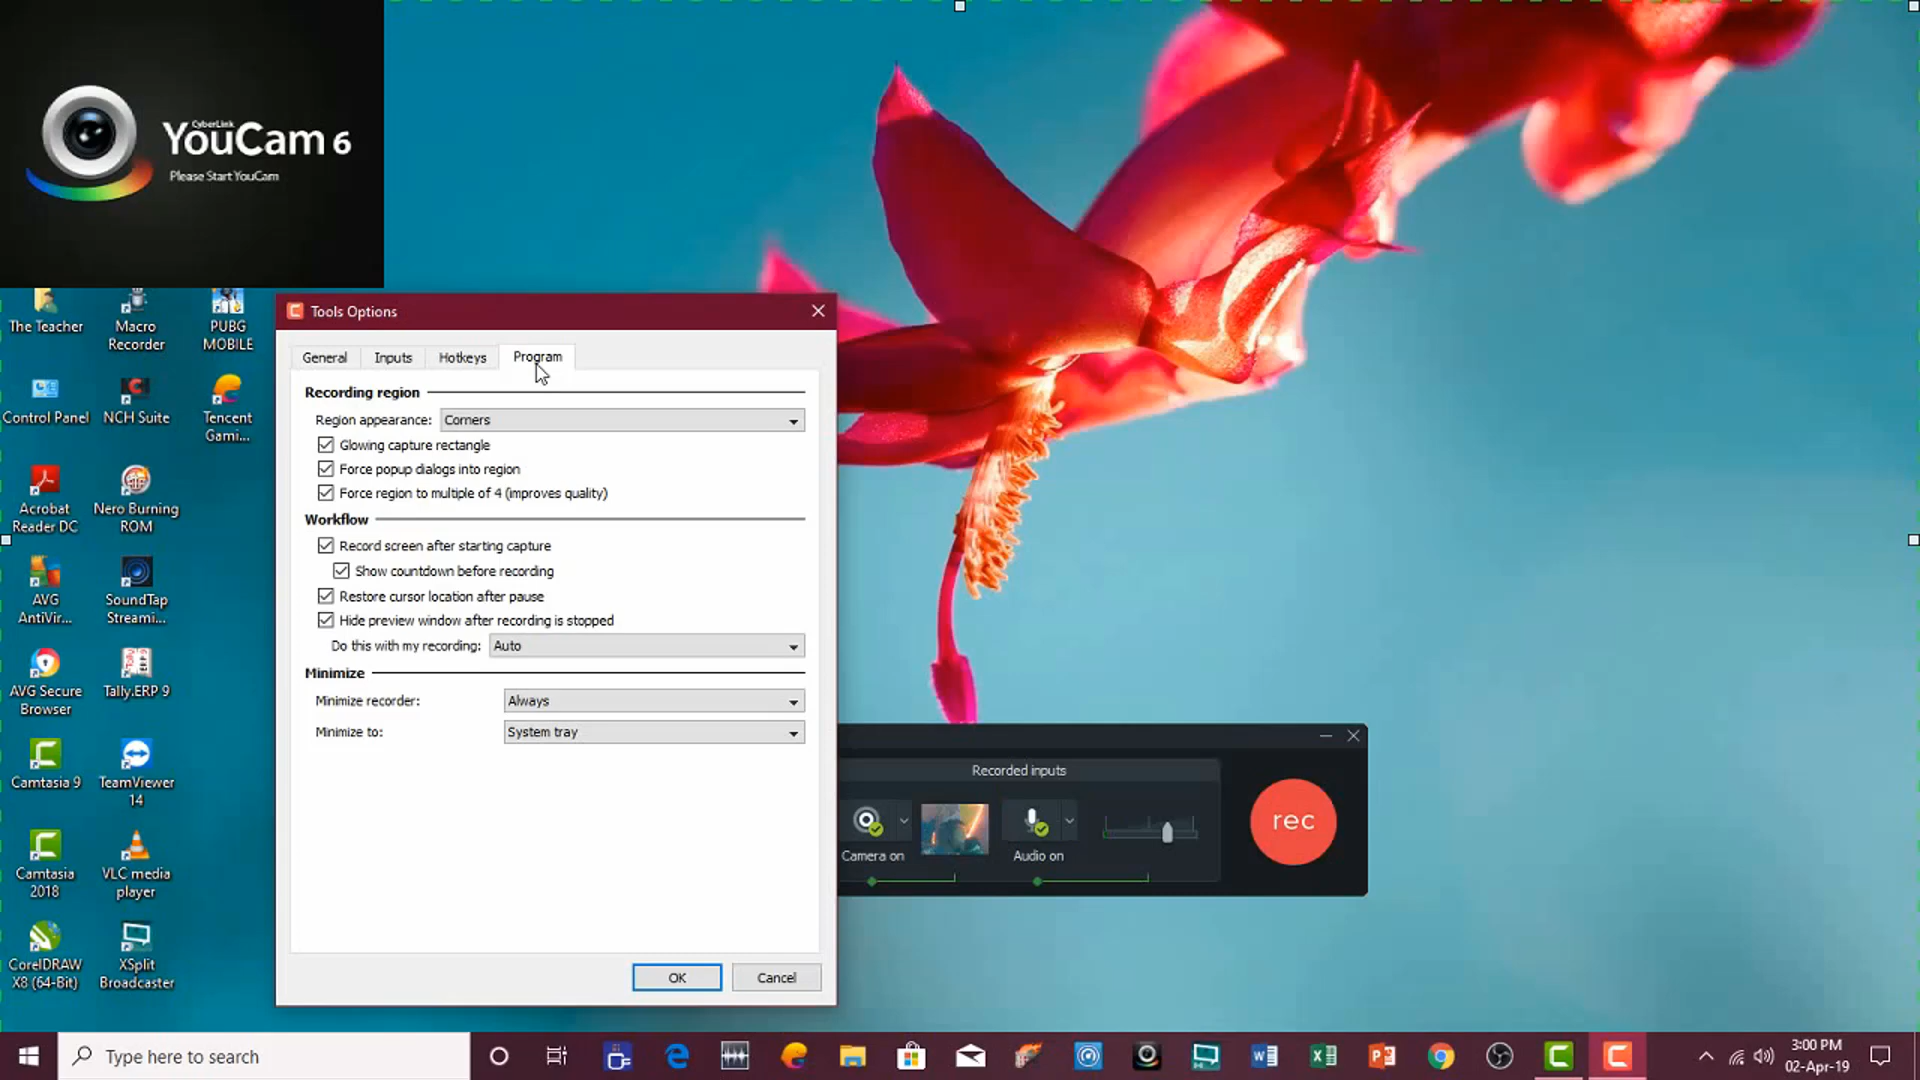 CyberLink
YouCam 6
Please Start YouCam
The Teacher
Macro
Recorder
PUBG
MOBILE
Control Panel
NCH Suite
Tencent
Gami...
Acrobat
Reader DC
Nero Burning
ROM
AVG
AntiVir...
SoundTap
Streami...
AVG Secure
Browser
Tally.ERP 9
Camtasia 9
TeamViewer
14
Camtasia
2018
VLC media
player
CorelDRAW
X8 (64-Bit)
XSplit
Broadcaster
Tools Options
General
Inputs
Hotkeys
Program
Recording region
Region appearance:
Corners
Glowing capture rectangle
Force popup dialogs into region
Force region to multiple of 4 (improves quality)
Workflow
Record screen after starting capture
Show countdown before recording
Restore cursor location after pause
Hide preview window after recording is stopped
Do this with my recording:
Auto
Minimize
Minimize recorder:
Always
Minimize to:
System tray
OK
Cancel
Recorded inputs
Camera on
Audio on
rec
Type here to search
3:00 PM
02-Apr-19